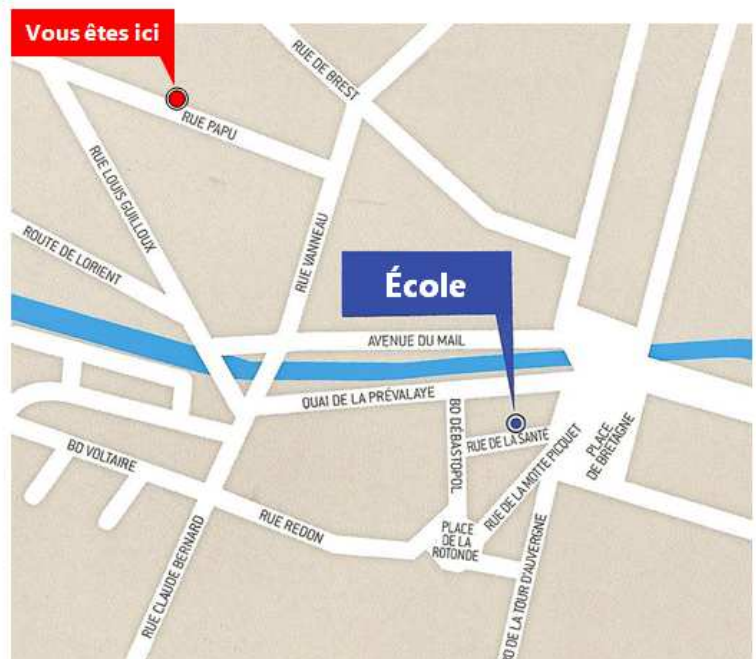 Vous êtes ici
RUE DE BREST
RUE PAPU
RUE LOUIS GUILLOUX
ROUTE DE LORIENT
RUE VANNEAU
École
AVENUE DU MAIL
QUAI DE LA PRÉVALAYE
BD DÉBASTOPOL
RUE DE LA SANTÉ
RUE DE LA MOTTE PICQUET
PLACE
DE BRETAGNE
BD VOLTAIRE
RUE REDON
PLACE
DE LA
ROTONDE
RUE CLAUDE BERNARD
BD DE LA TOUR D'AUVERGNE